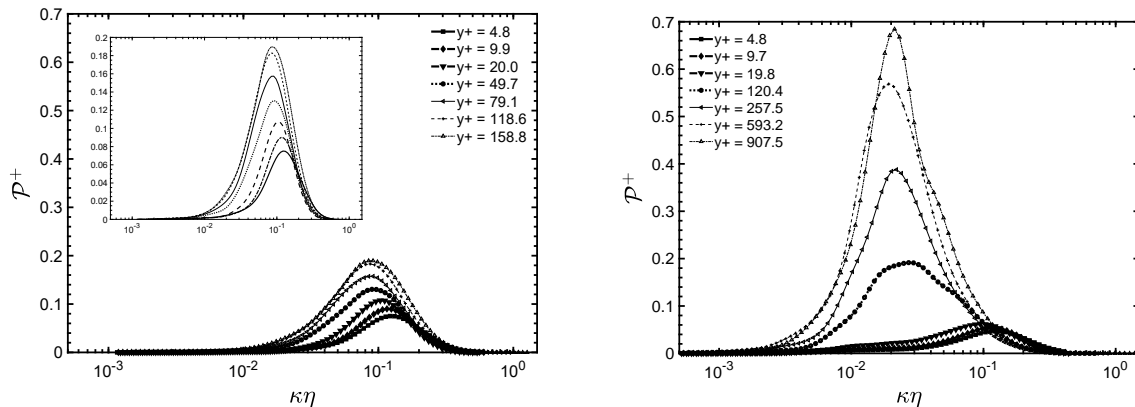 0.7
0.6
0.5
0.4
0.3
0.2
0.1
0
𝒫⁺
10⁻³
10⁻²
10⁻¹
10⁰
κη
0.2
0.18
0.16
0.14
0.12
0.1
0.08
0.06
0.04
0.02
0
10⁻³
10⁻²
10⁻¹
10⁰
y+ = 4.8
y+ = 9.9
y+ = 20.0
y+ = 49.7
y+ = 79.1
y+ = 118.6
y+ = 158.8
0.7
0.6
0.5
0.4
0.3
0.2
0.1
0
𝒫⁺
10⁻³
10⁻²
10⁻¹
10⁰
κη
y+ = 4.8
y+ = 9.7
y+ = 19.8
y+ = 120.4
y+ = 257.5
y+ = 593.2
y+ = 907.5